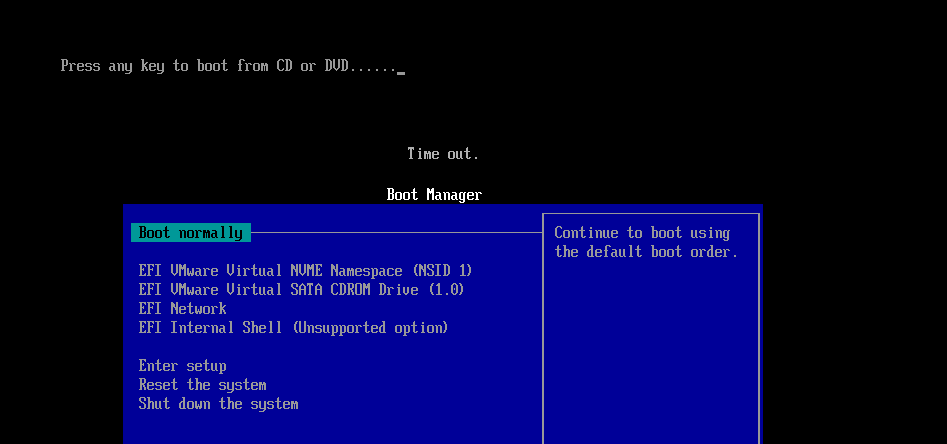 Press any key to boot from CD or DVD......_
Time out.
Boot Manager
Boot normally
EFI VMware Virtual NVME Namespace (NSID 1)
EFI VMware Virtual SATA CDROM Drive (1.0)
EFI Network
EFI Internal Shell (Unsupported option)
Enter setup
Reset the system
Shut down the system
Continue to boot using
the default boot order.